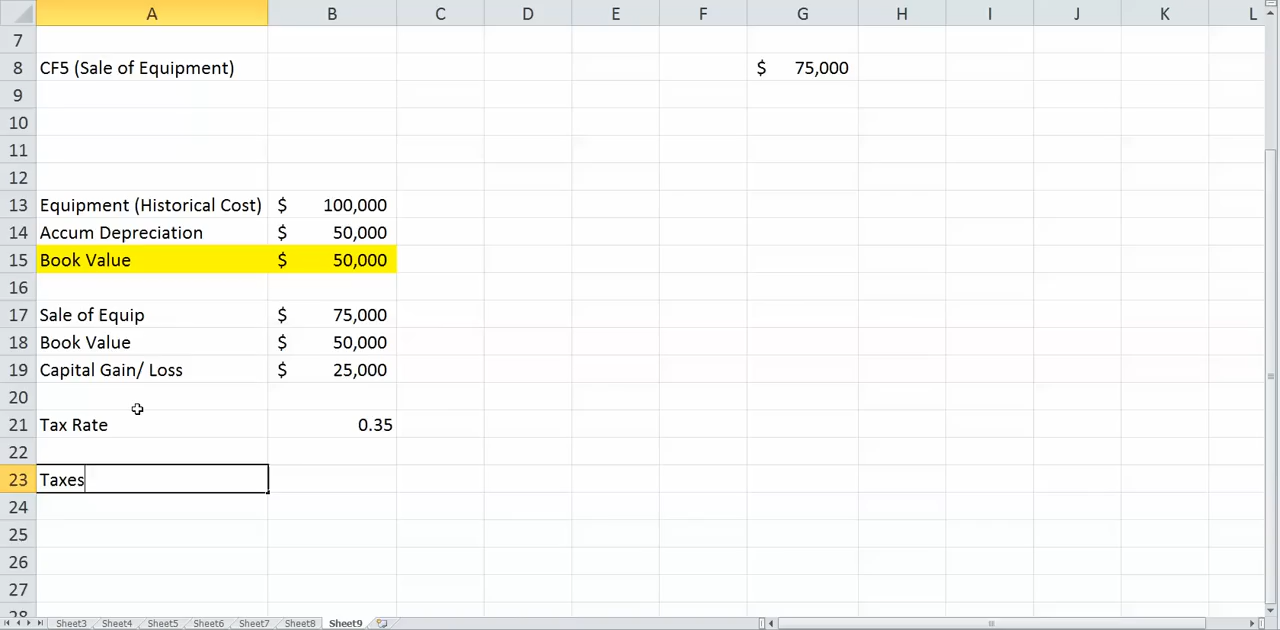 A B C D E F G H I J K L
7
8 CF5 (Sale of Equipment) $ 75,000
9
10
11
12
13 Equipment (Historical Cost) $ 100,000
14 Accum Depreciation $ 50,000
15 Book Value $ 50,000
16
17 Sale of Equip $ 75,000
18 Book Value $ 50,000
19 Capital Gain/ Loss $ 25,000
20
21 Tax Rate 0.35
22
23 Taxes
24
25
26
27
28
Sheet3 Sheet4 Sheet5 Sheet6 Sheet7 Sheet8 Sheet9